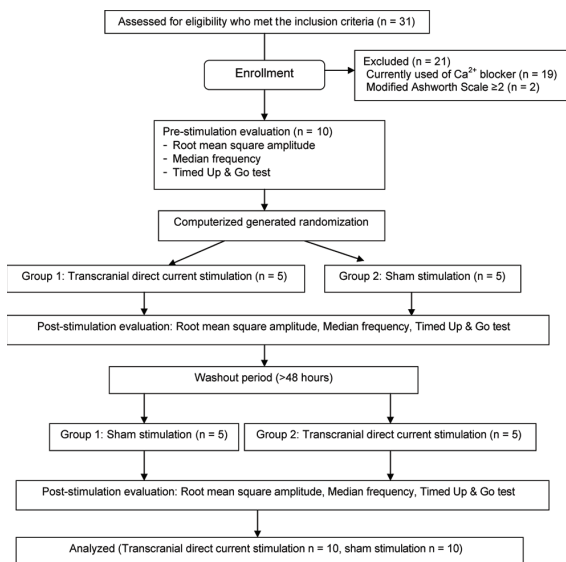 Assessed for eligibility who met the inclusion criteria (n = 31)
Enrollment
Excluded (n = 21)
Currently used of Ca²⁺ blocker (n = 19)
Modified Ashworth Scale ≥2 (n = 2)
Pre-stimulation evaluation (n = 10)
- Root mean square amplitude
- Median frequency
- Timed Up & Go test
Computerized generated randomization
Group 1: Transcranial direct current stimulation (n = 5)
Group 2: Sham stimulation (n = 5)
Post-stimulation evaluation: Root mean square amplitude, Median frequency, Timed Up & Go test
Washout period (>48 hours)
Group 1: Sham stimulation (n = 5)
Group 2: Transcranial direct current stimulation (n = 5)
Post-stimulation evaluation: Root mean square amplitude, Median frequency, Timed Up & Go test
Analyzed (Transcranial direct current stimulation n = 10, sham stimulation n = 10)